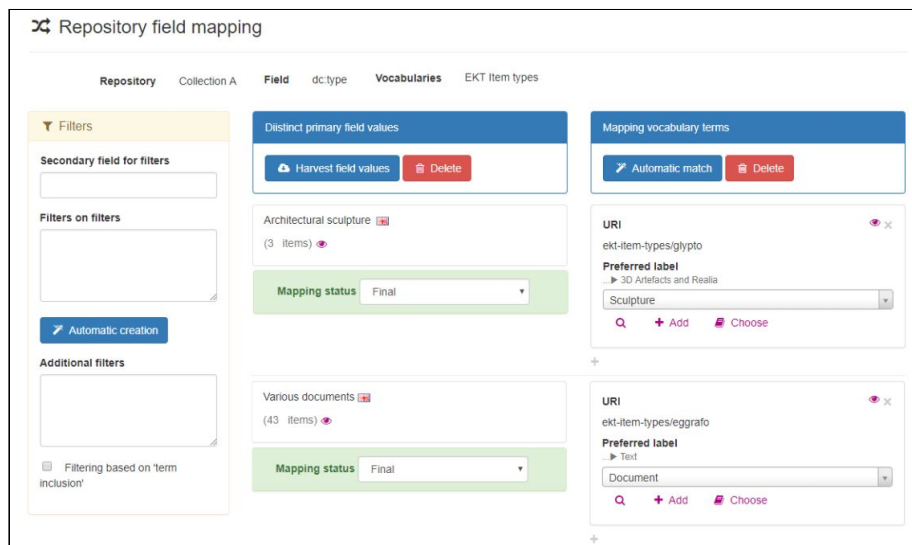 Repository field mapping
Repository Collection A Field dc:type Vocabularies EKT Item types
Filters
Secondary field for filters
Filters on filters
Automatic creation
Additional filters
Filtering based on 'term
inclusion'
Diistinct primary field values
Harvest field values Delete
Architectural sculpture
(3 items)
Mapping status Final
Various documents
(43 items)
Mapping status Final
Mapping vocabulary terms
Automatic match Delete
URI
ekt-item-types/glypto
Preferred label
...▶ 3D Artefacts and Realia
Sculpture
+ Add Choose
+
URI
ekt-item-types/eggrafo
Preferred label
...▶ Text
Document
+ Add Choose
+